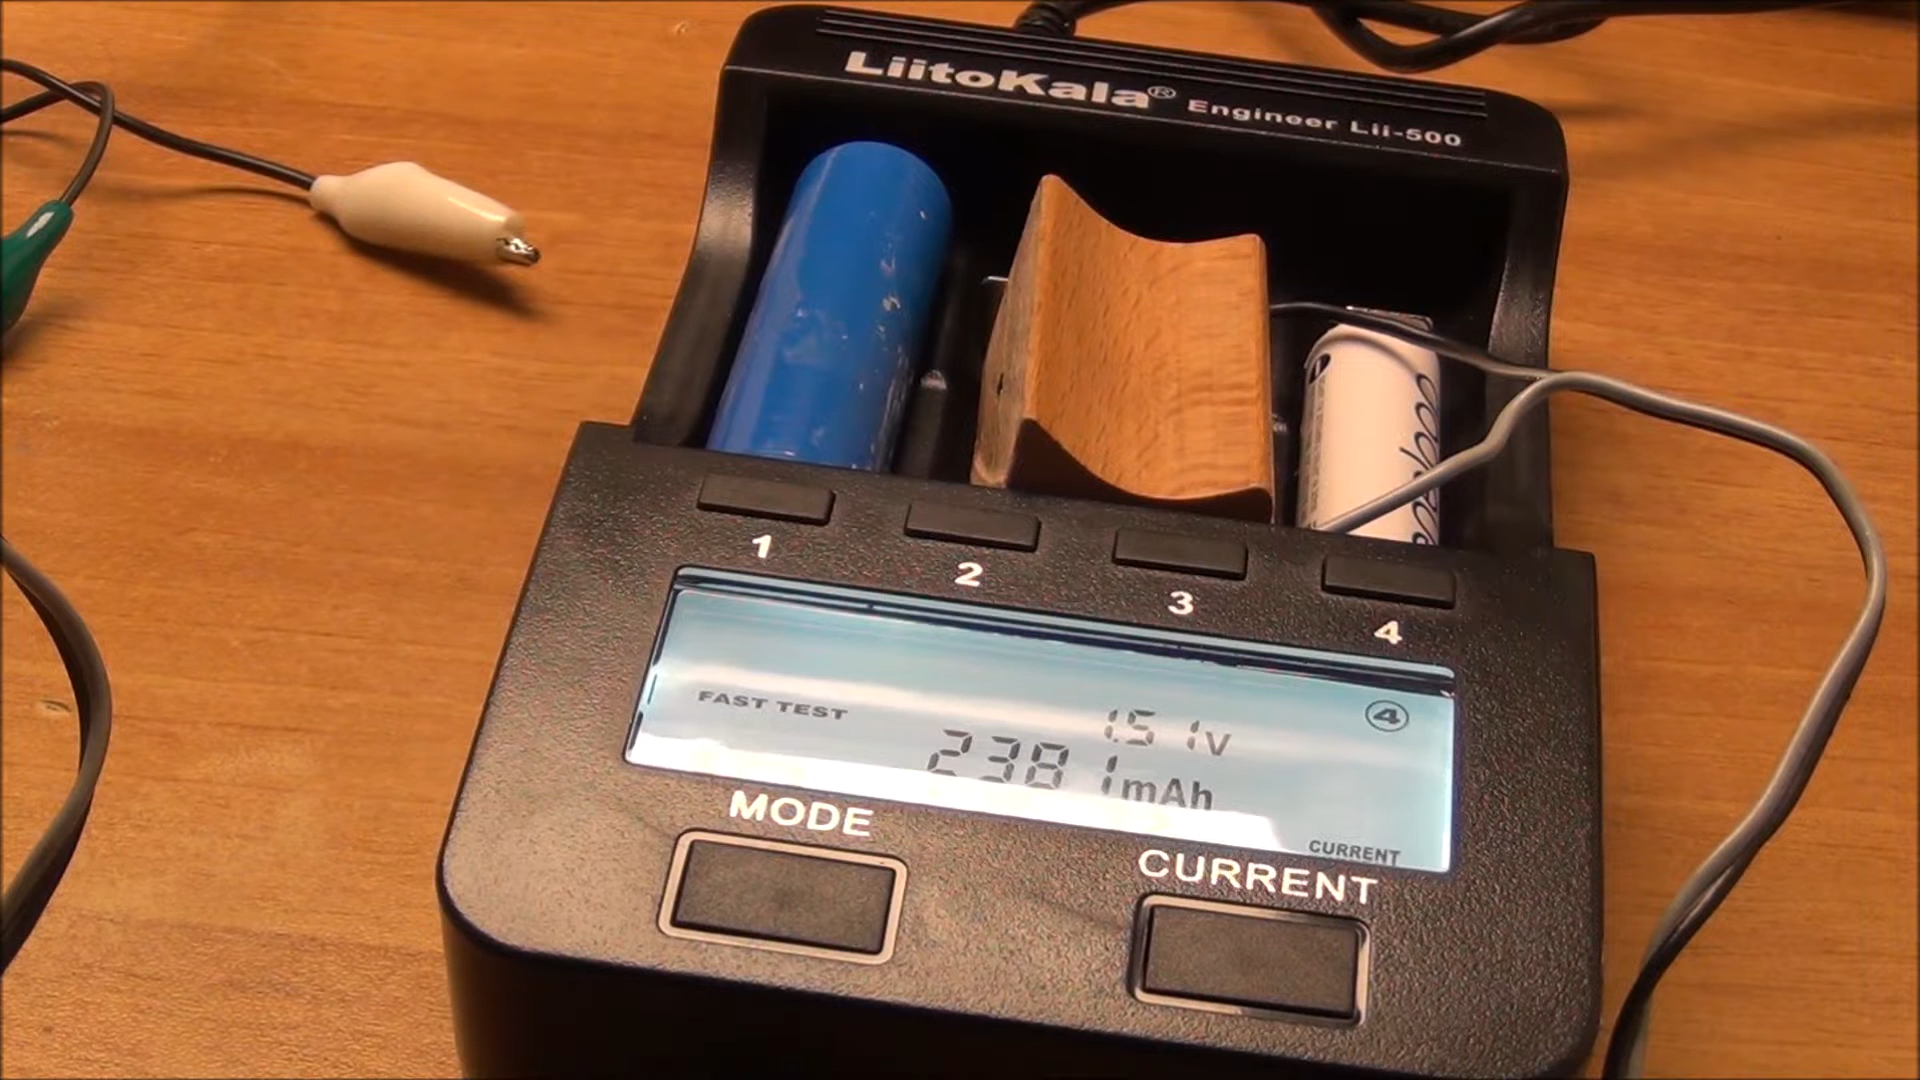 LiitoKala® Engineer Lii-500
1
2
3
4
FAST TEST
1.51V
4
2381mAh
CURRENT
MODE
CURRENT